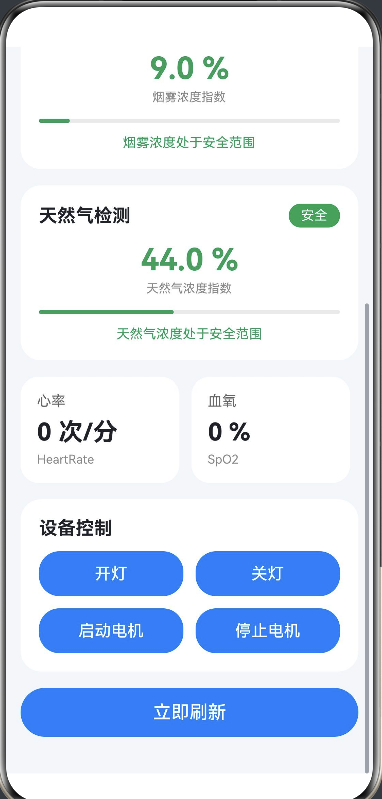 9.0 %
烟雾浓度指数
烟雾浓度处于安全范围
天然气检测 安全
44.0 %
天然气浓度指数
天然气浓度处于安全范围
心率 血氧
0 次/分 0 %
HeartRate SpO2
设备控制
开灯 关灯
启动电机 停止电机
立即刷新